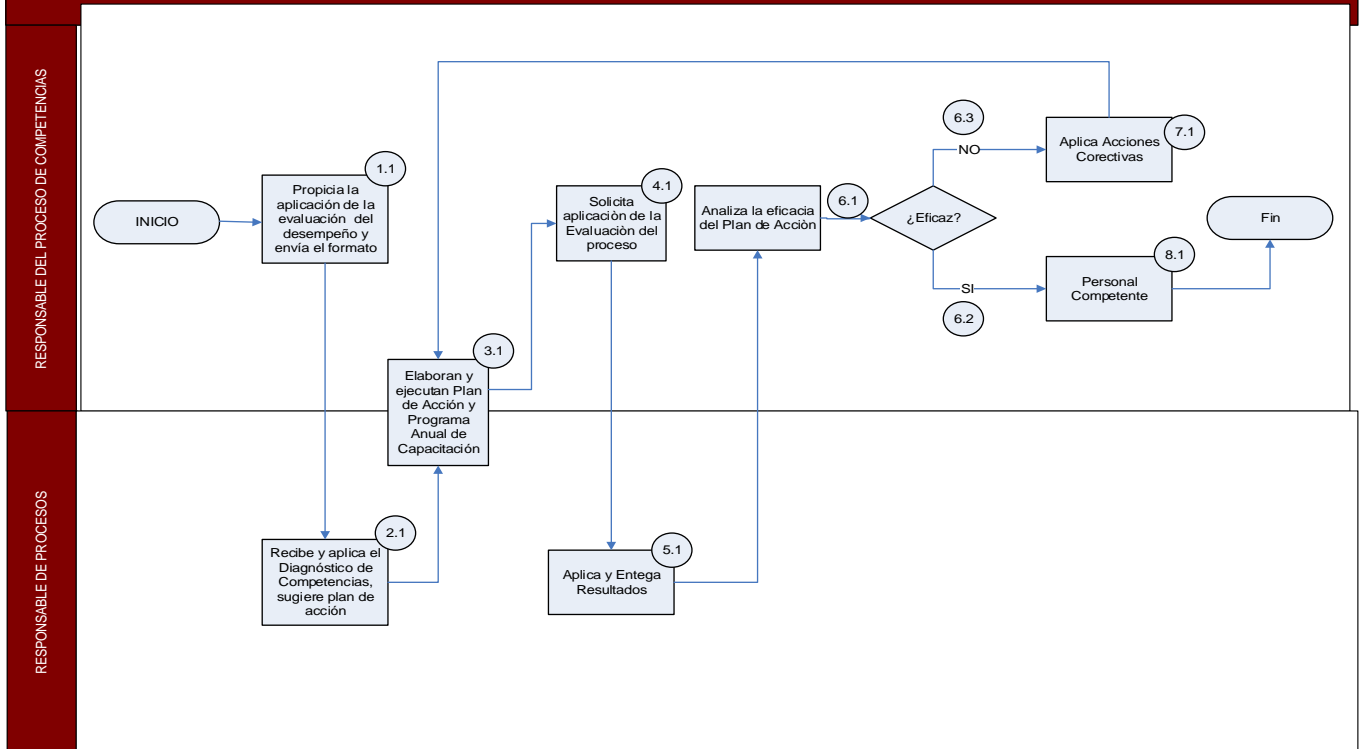 RESPONSABLE DEL PROCESO DE COMPETENCIAS
INICIO
1.1
Propicia la
aplicación de la
evaluación del
desempeño y
envía el formato
4.1
Solicita
aplicaciòn de la
Evaluaciòn del
proceso
Analiza la eficacia
del Plan de Acciòn
6.1
¿Eficaz?
6.3
NO
7.1
Aplica Acciones
Corectivas
SI
6.2
8.1
Personal
Competente
Fin
3.1
Elaboran y
ejecutan Plan
de Acción y
Programa
Anual de
Capacitación
RESPONSABLE DE PROCESOS
2.1
Recibe y aplica el
Diagnóstico de
Competencias,
sugiere plan de
acción
5.1
Aplica y Entega
Resultados